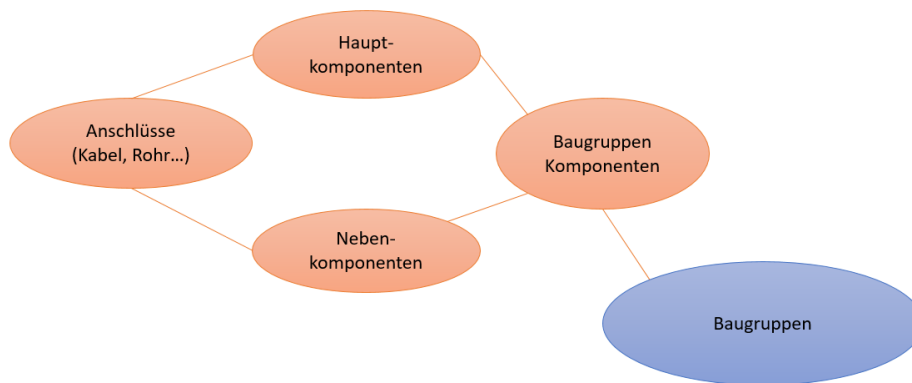 Haupt-
komponenten
Anschlüsse
(Kabel, Rohr...)
Baugruppen
Komponenten
Neben-
komponenten
Baugruppen